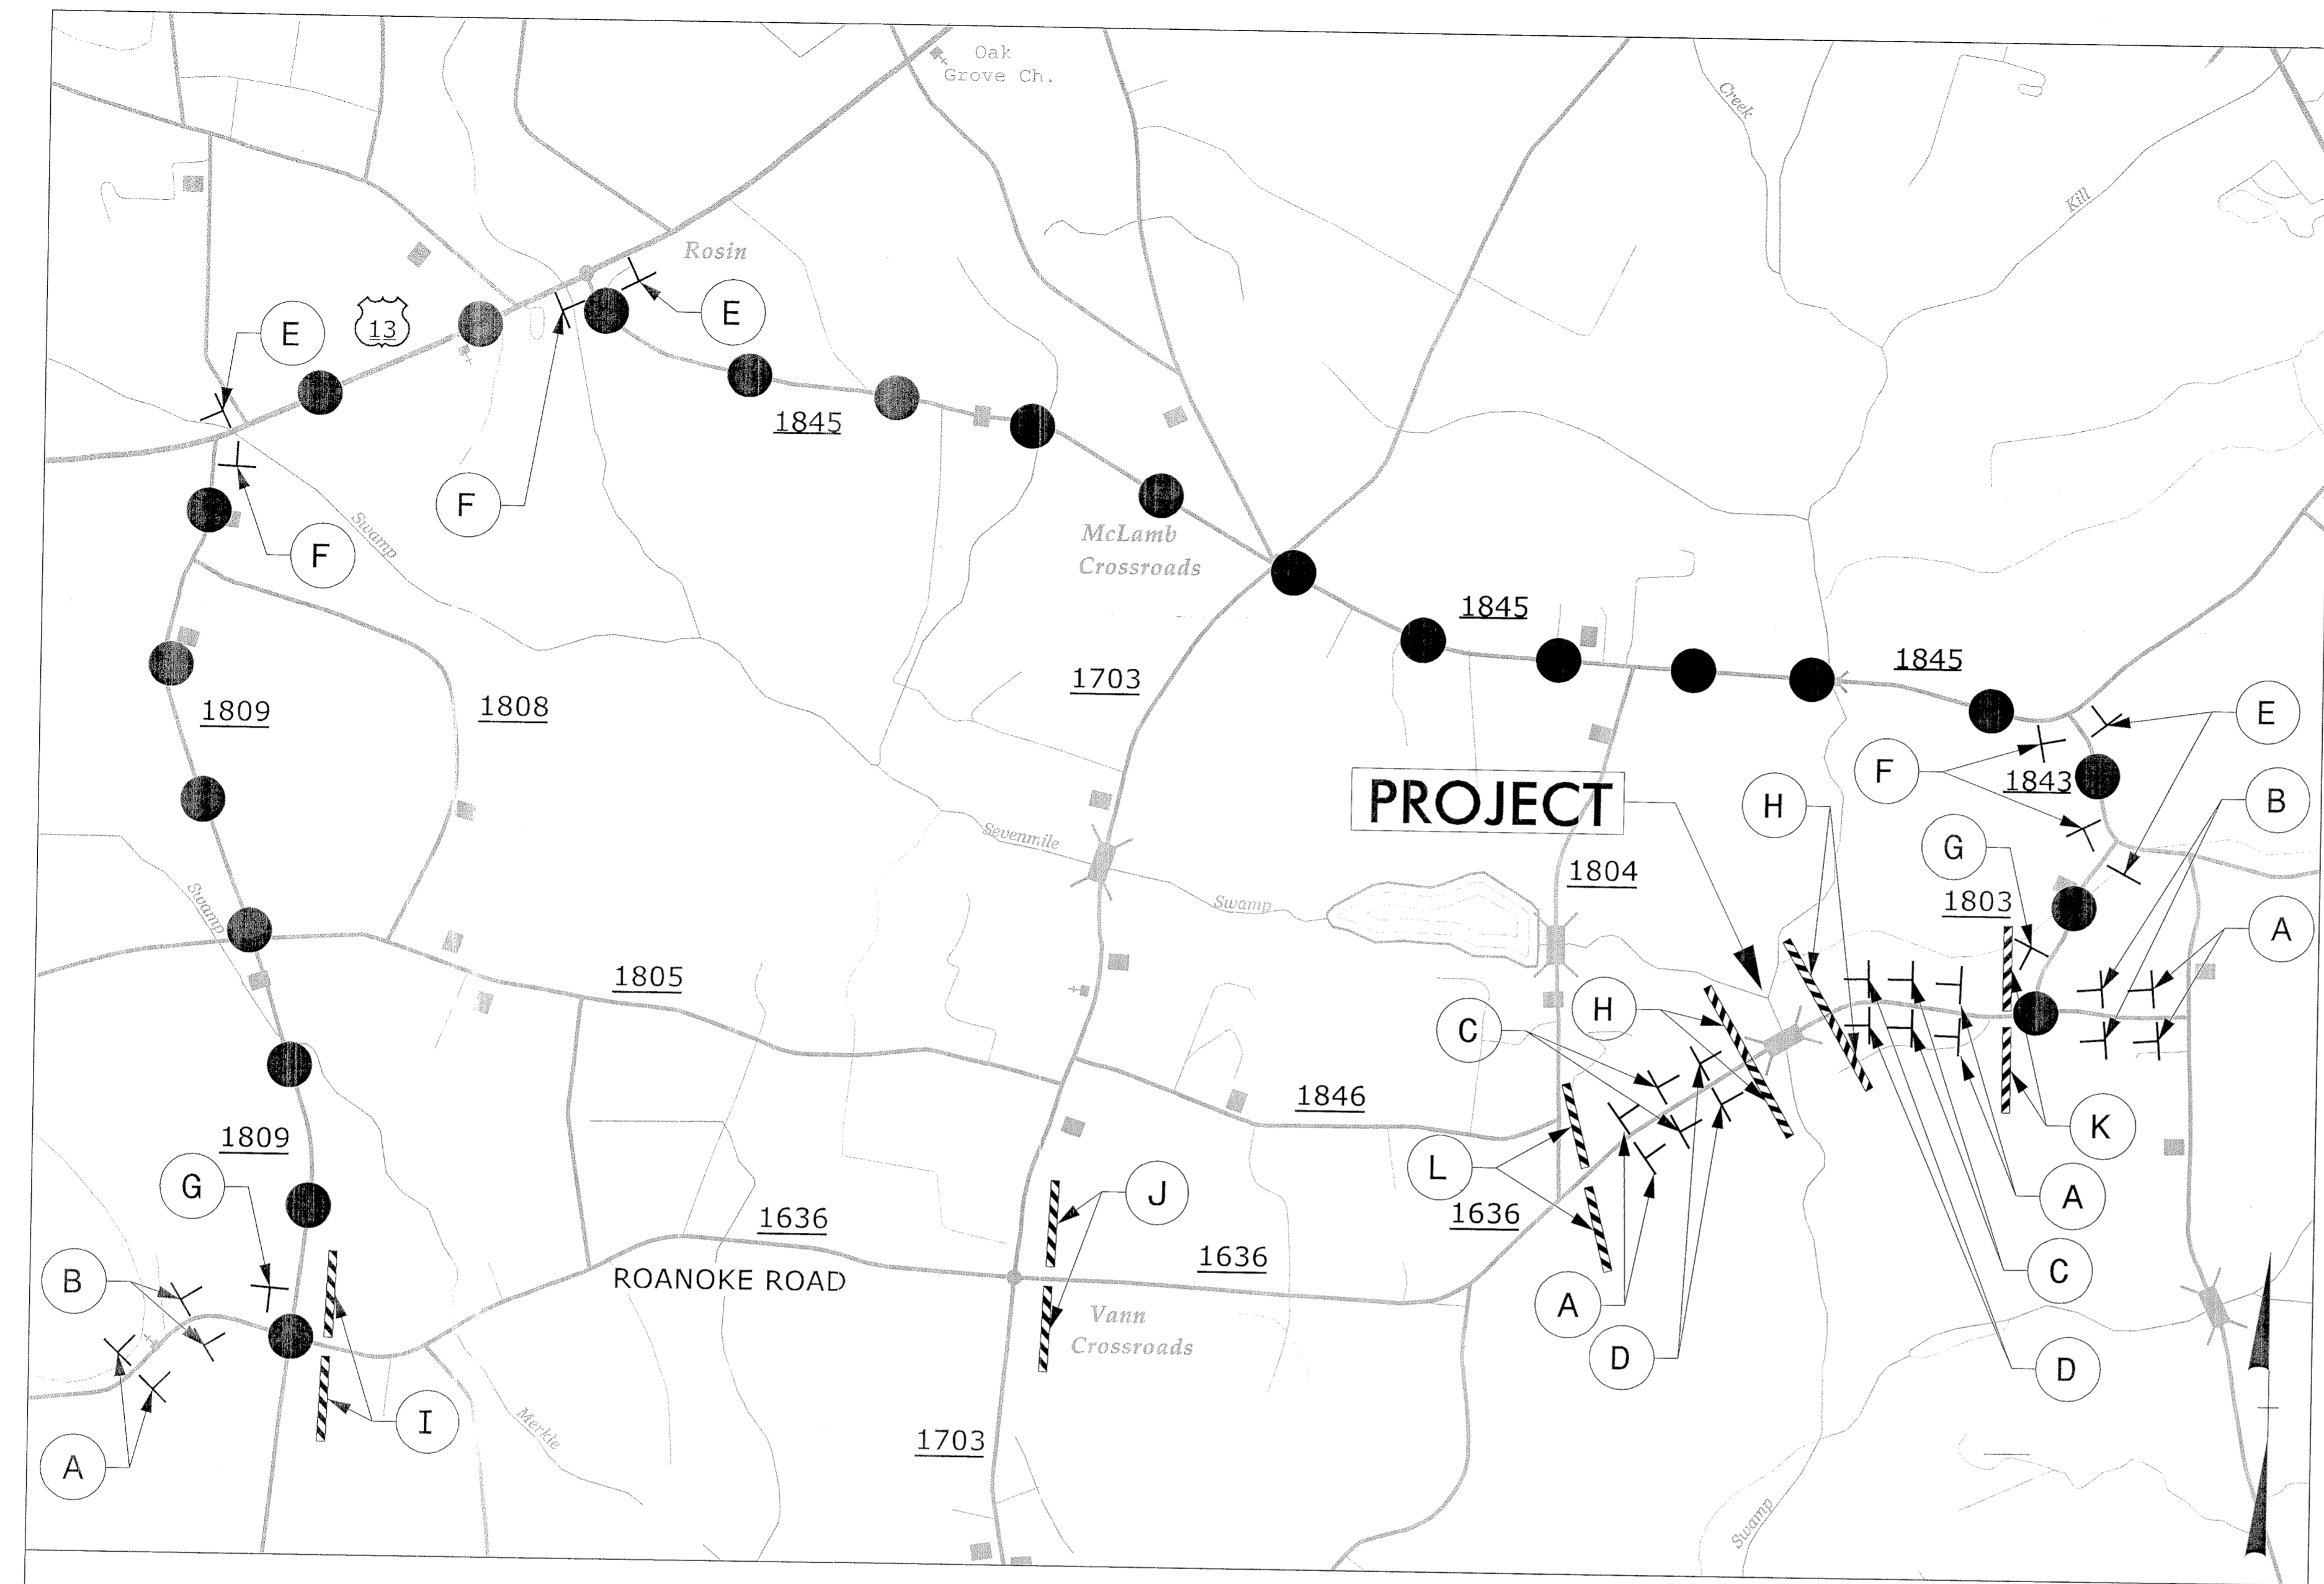 Oak
Grove Ch.
Creek
Kill
Rosin
E
13
E
1845
F
Swamp
F
McLamb
Crossroads
1845
1845
1703
1809
1808
E
F
1843
B
PROJECT
H
G
Sevenmile
1804
Swamp
1803
A
Swamp
1805
C
H
K
1846
1809
L
A
G
J
1636
1636
1636
ROANOKE ROAD
C
B
A
Vann
Crossroads
D
D
I
Merkle
1703
A
Swamp